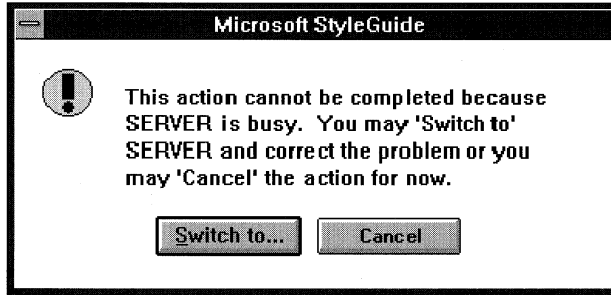 Microsoft StyleGuide
This action cannot be completed because
SERVER is busy.  You may 'Switch to'
SERVER and correct the problem or you
may 'Cancel' the action for now.
Switch to... Cancel